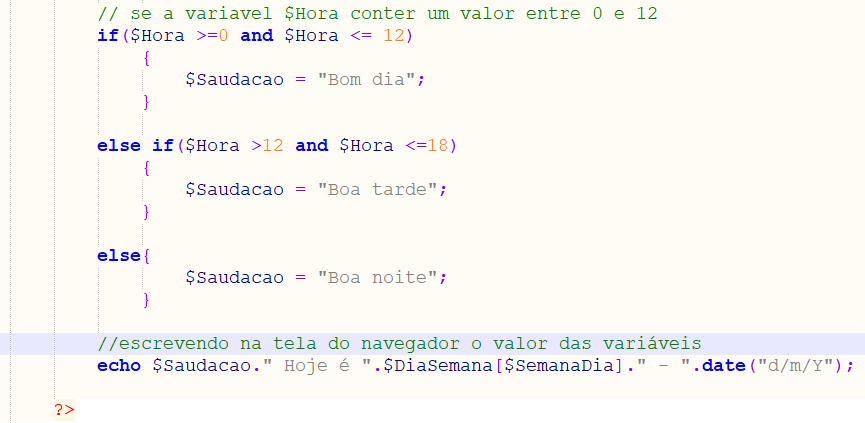 // se a variavel $Hora conter um valor entre 0 e 12
if($Hora >=0 and $Hora <= 12)
{
$Saudacao = "Bom dia";
}
else if($Hora >12 and $Hora <=18)
{
$Saudacao = "Boa tarde";
}
else{
$Saudacao = "Boa noite";
}
//escrevendo na tela do navegador o valor das variáveis
echo $Saudacao." Hoje é ".$DiaSemana[$SemanaDia]." - ".date("d/m/Y");
?>